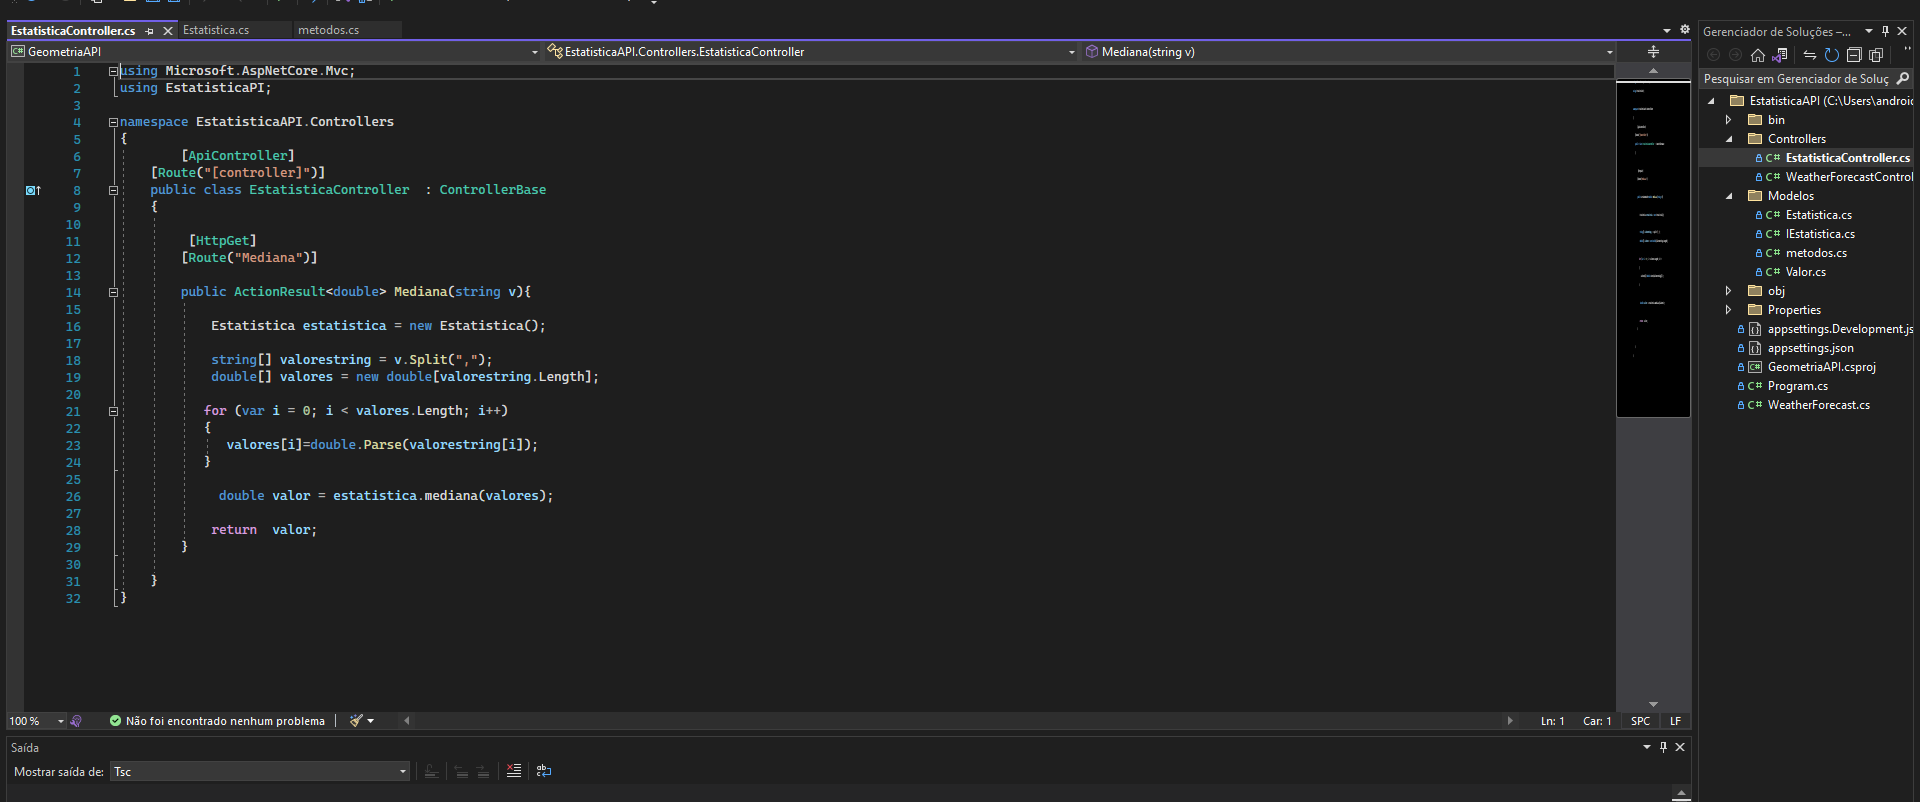 EstatisticaController.cs
Estatistica.cs
metodos.cs
GeometriaAPI
EstatisticaAPI.Controllers.EstatisticaController
Mediana(string v)
1 using Microsoft.AspNetCore.Mvc;
2 using EstatisticaPI;
3
4 namespace EstatisticaAPI.Controllers
5 {
6 [ApiController]
7 [Route("[controller]")]
8 public class EstatisticaController : ControllerBase
9 {
10
11 [HttpGet]
12 [Route("Mediana")]
13
14 public ActionResult<double> Mediana(string v){
15
16 Estatistica estatistica = new Estatistica();
17
18 string[] valorestring = v.Split(",");
19 double[] valores = new double[valorestring.Length];
20
21 for (var i = 0; i < valores.Length; i++)
22 {
23 valores[i]=double.Parse(valorestring[i]);
24 }
25
26 double valor = estatistica.mediana(valores);
27
28 return valor;
29 }
30
31 }
32 }
100 %
Não foi encontrado nenhum problema
Ln: 1 Car: 1 SPC LF
Saída
Mostrar saída de: Tsc
Gerenciador de Soluções –...
Pesquisar em Gerenciador de Soluç
EstatisticaAPI (C:\Users\android
bin
Controllers
C# EstatisticaController.cs
C# WeatherForecastControl
Modelos
C# Estatistica.cs
C# IEstatistica.cs
C# metodos.cs
C# Valor.cs
obj
Properties
appsettings.Development.js
appsettings.json
C# GeometriaAPI.csproj
C# Program.cs
C# WeatherForecast.cs